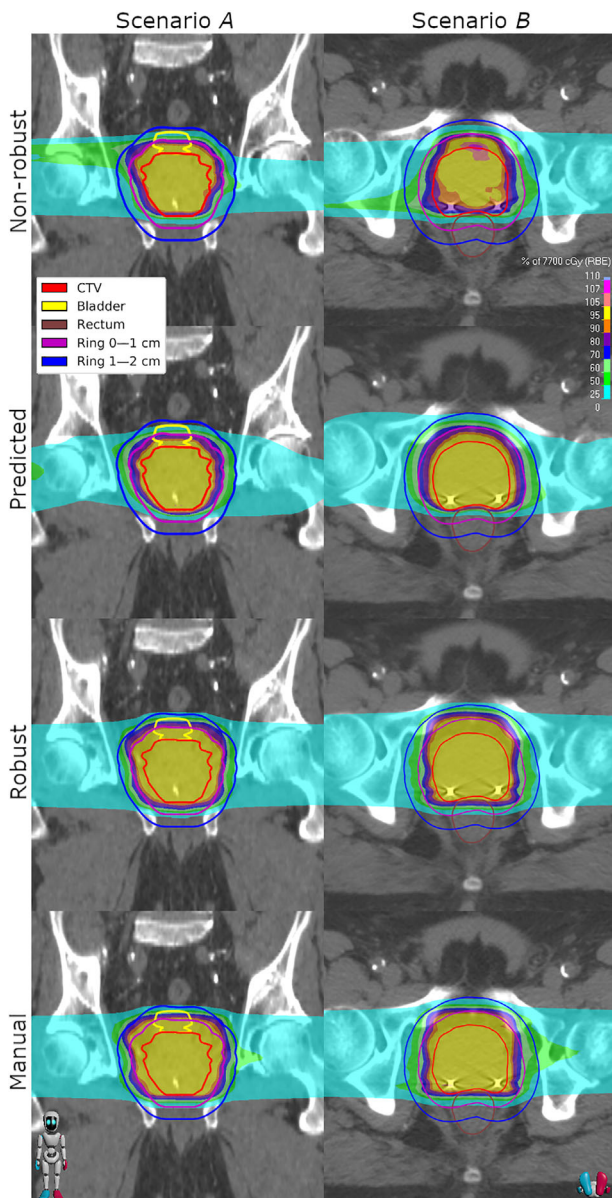 Scenario A
Scenario B
Non-robust
CTV
Bladder
Rectum
Ring 0—1 cm
Ring 1—2 cm
% of 7700 cGy (RBE)
110
107
105
95
90
80
70
60
50
25
0
Predicted
Robust
Manual